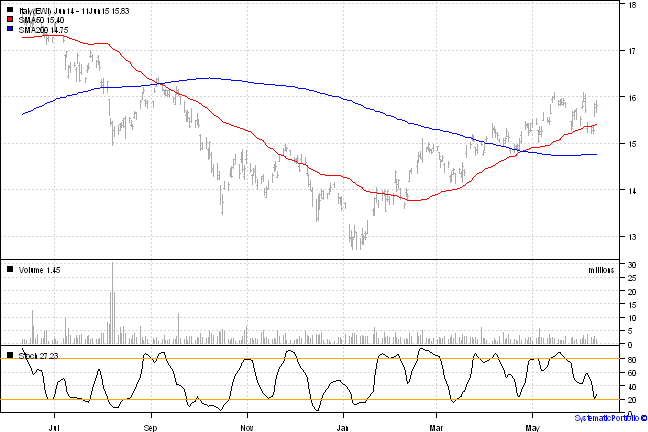 Italy(EWI) Jun14 - 11Jun15 15.83
SMA50 15.40
SMA200 14.75
18
17
16
15
14
13
Volume 1.45
millions
30
25
20
15
10
5
0
Stoch 27.23
80
60
40
20
0
Jul
Sep
Nov
Jan
Mar
May
SystematicPortfolio ©